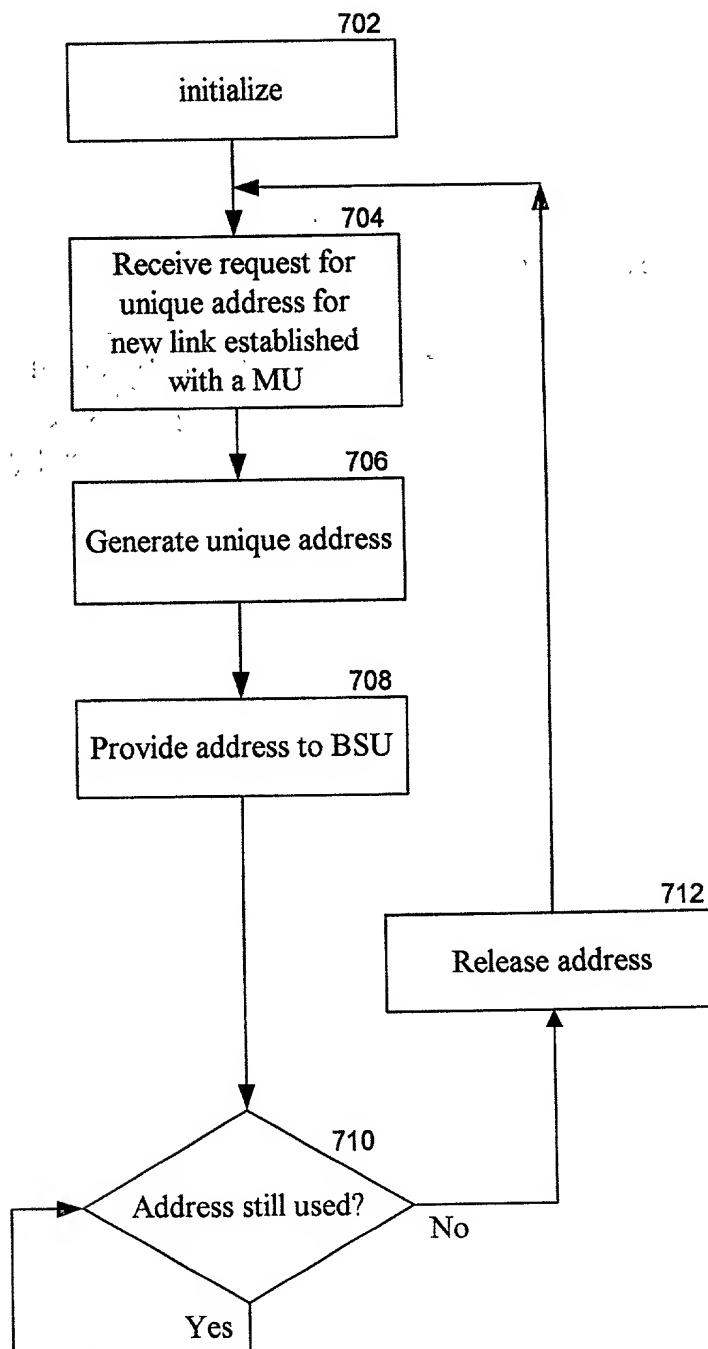 702
initialize
704
Receive request for
unique address for
new link established
with a MU
706
Generate unique address
708
Provide address to BSU
712
Release address
710
Address still used?
No
Yes